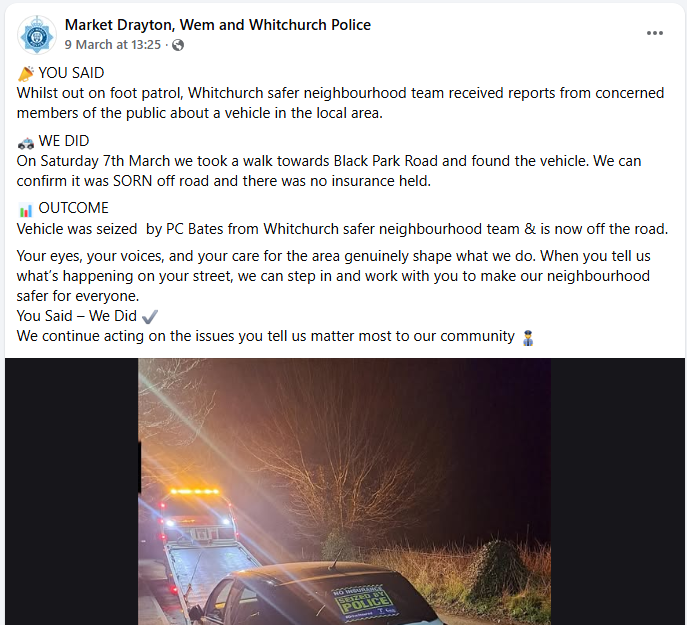 Market Drayton, Wem and Whitchurch Police
9 March at 13:25 ·
🎉 YOU SAID
Whilst out on foot patrol, Whitchurch safer neighbourhood team received reports from concerned
members of the public about a vehicle in the local area.
🚓 WE DID
On Saturday 7th March we took a walk towards Black Park Road and found the vehicle. We can
confirm it was SORN off road and there was no insurance held.
📊 OUTCOME
Vehicle was seized  by PC Bates from Whitchurch safer neighbourhood team & is now off the road.
Your eyes, your voices, and your care for the area genuinely shape what we do. When you tell us
what’s happening on your street, we can step in and work with you to make our neighbourhood
safer for everyone.
You Said – We Did ✔️
We continue acting on the issues you tell us matter most to our community 👮
NO INSURANCE
SEIZED BY
POLICE